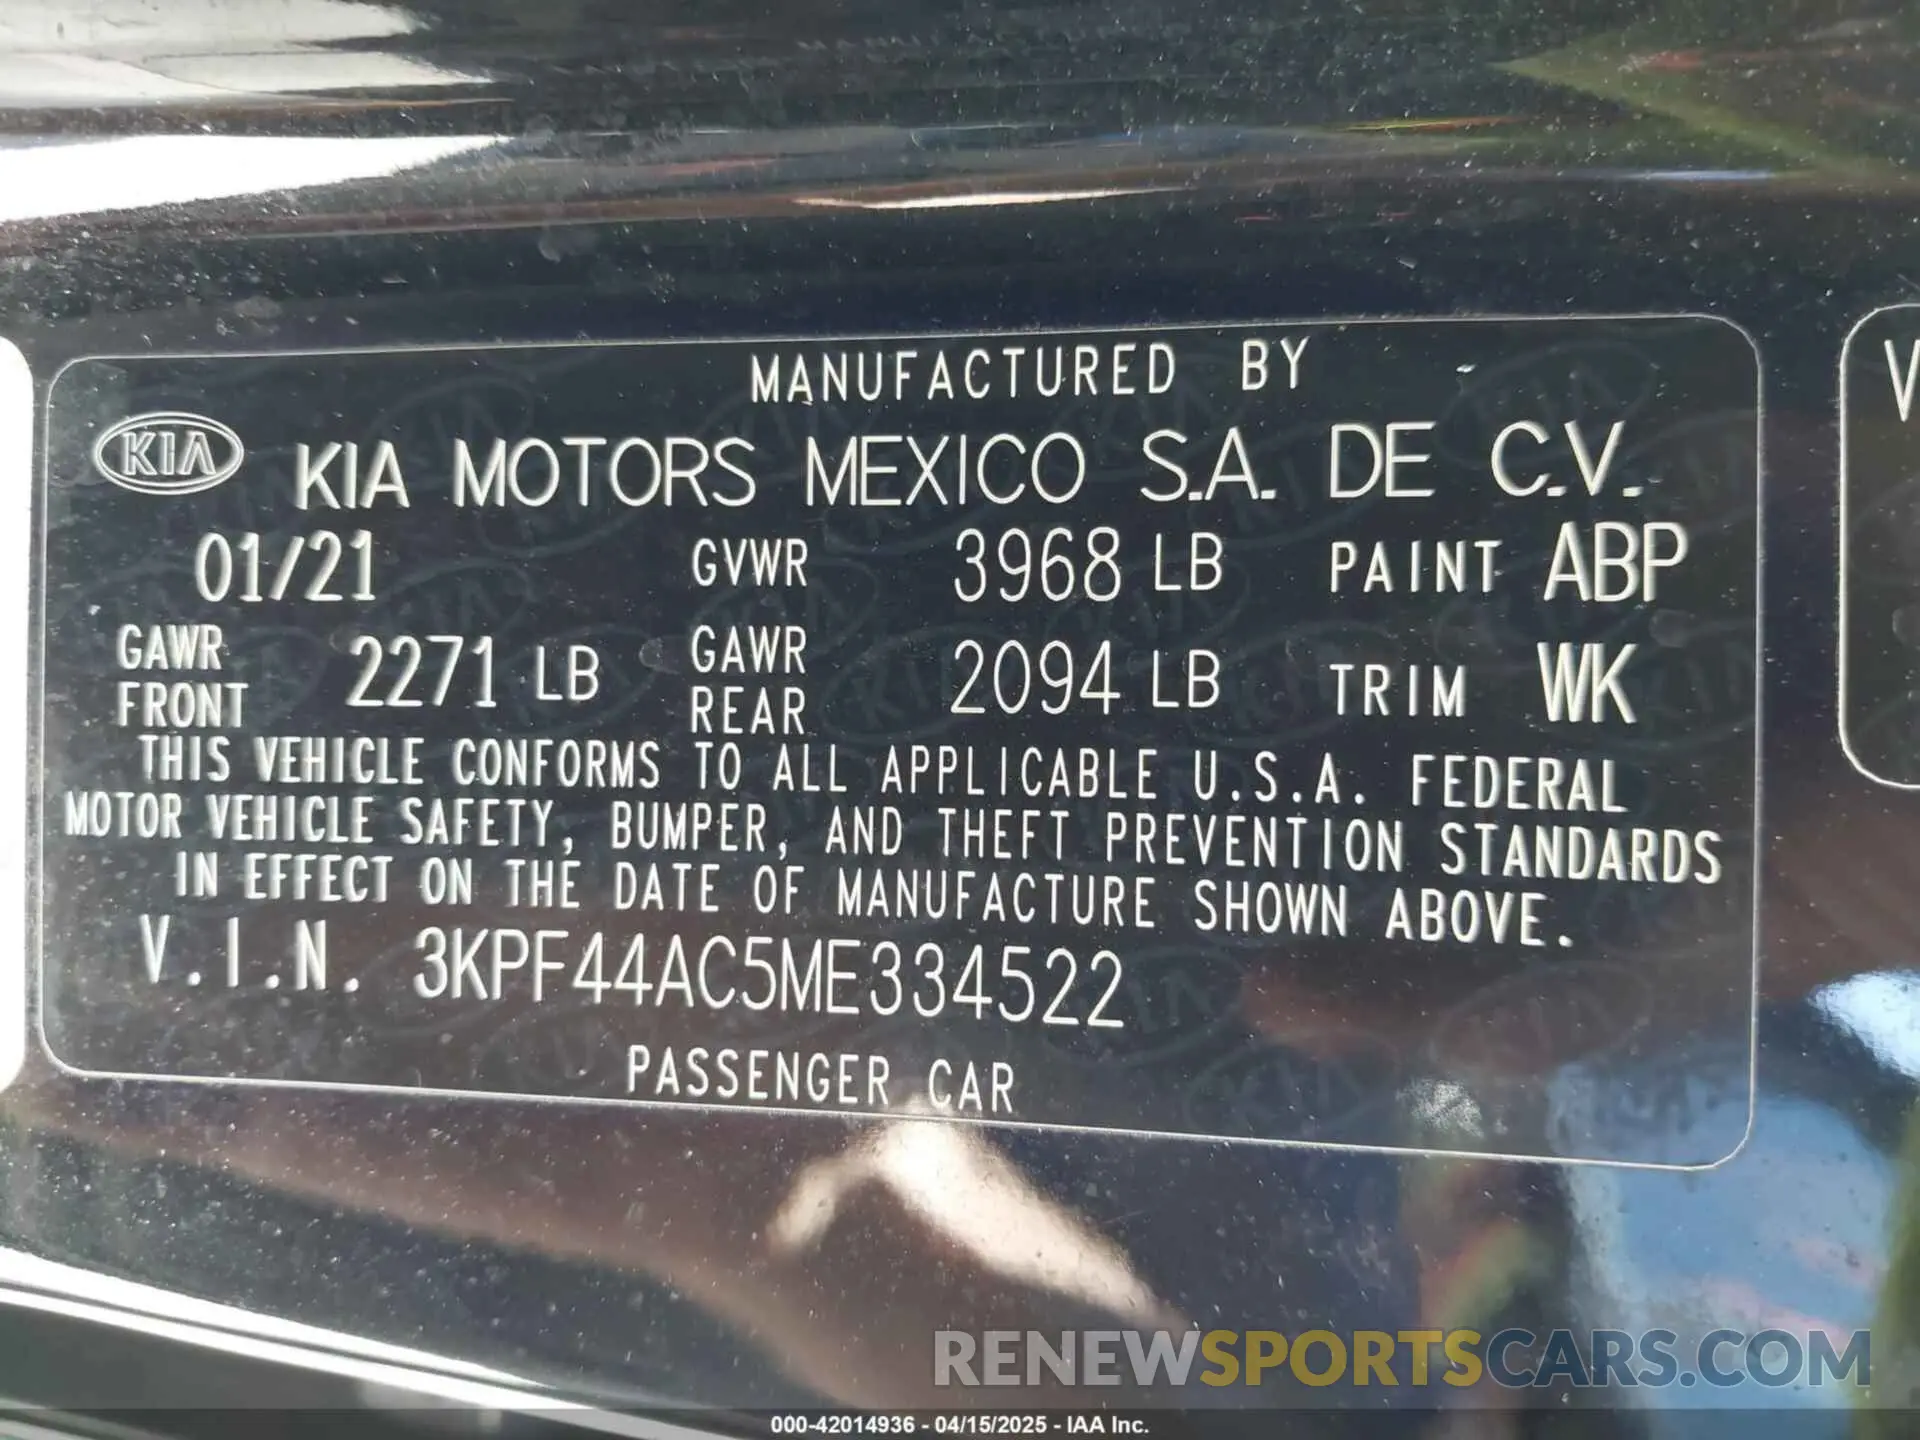 MANUFACTURED BY
KIA KIA MOTORS MEXICO S.A. DE C.V.
01/21 GVWR 3968 LB PAINT ABP
GAWR FRONT 2271 LB GAWR REAR 2094 LB TRIM WK
THIS VEHICLE CONFORMS TO ALL APPLICABLE U.S.A. FEDERAL
MOTOR VEHICLE SAFETY, BUMPER, AND THEFT PREVENTION STANDARDS
IN EFFECT ON THE DATE OF MANUFACTURE SHOWN ABOVE.
V.I.N. 3KPF44AC5ME334522
PASSENGER CAR
RENEWSPORTSCARS.COM
000-42014936 - 04/15/2025 - IAA Inc.